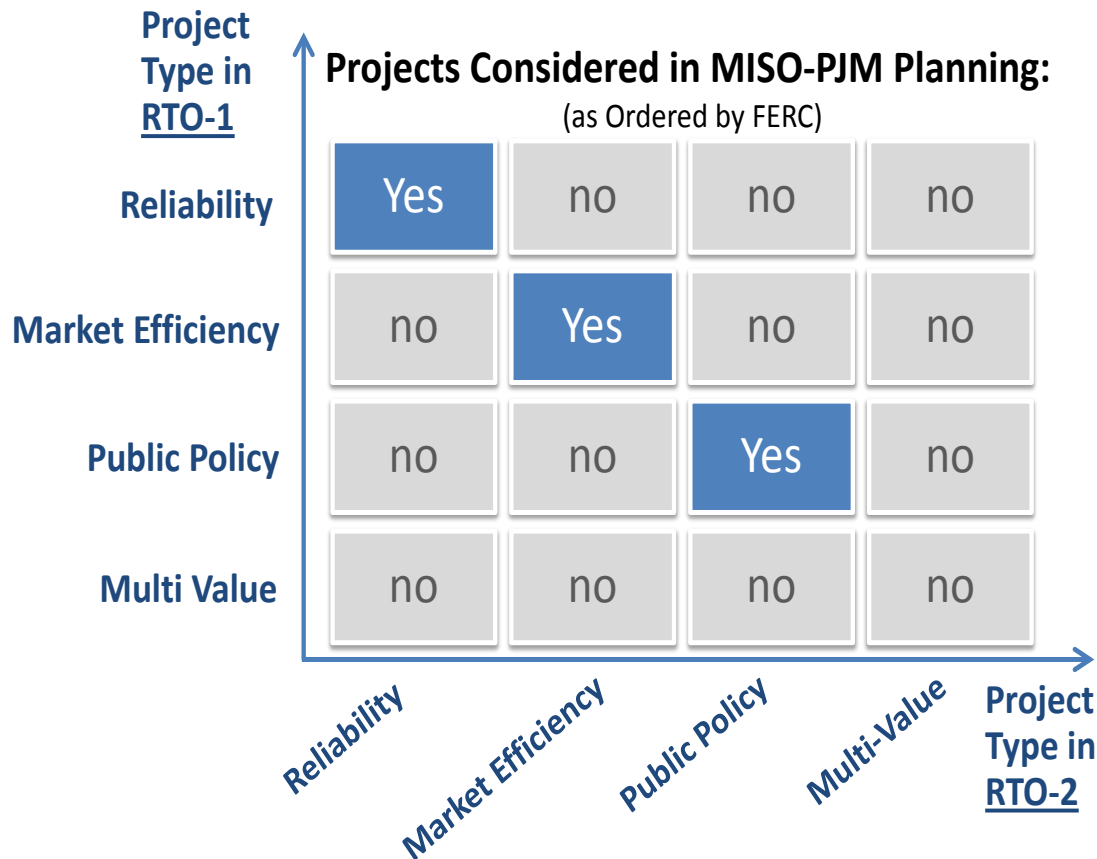 Project
Type in
RTO-1
Projects Considered in MISO-PJM Planning:
(as Ordered by FERC)
Reliability
Yes
no
no
no
Market Efficiency
no
Yes
no
no
Public Policy
no
no
Yes
no
Multi Value
no
no
no
no
Reliability
Market Efficiency
Public Policy
Multi-Value
Project
Type in
RTO-2